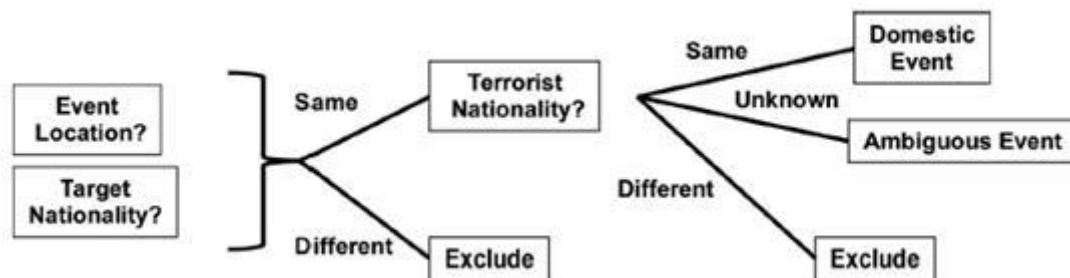 Event
Location?
Target
Nationality?
Same
Different
Terrorist
Nationality?
Exclude
Same
Unknown
Different
Domestic
Event
Ambiguous Event
Exclude